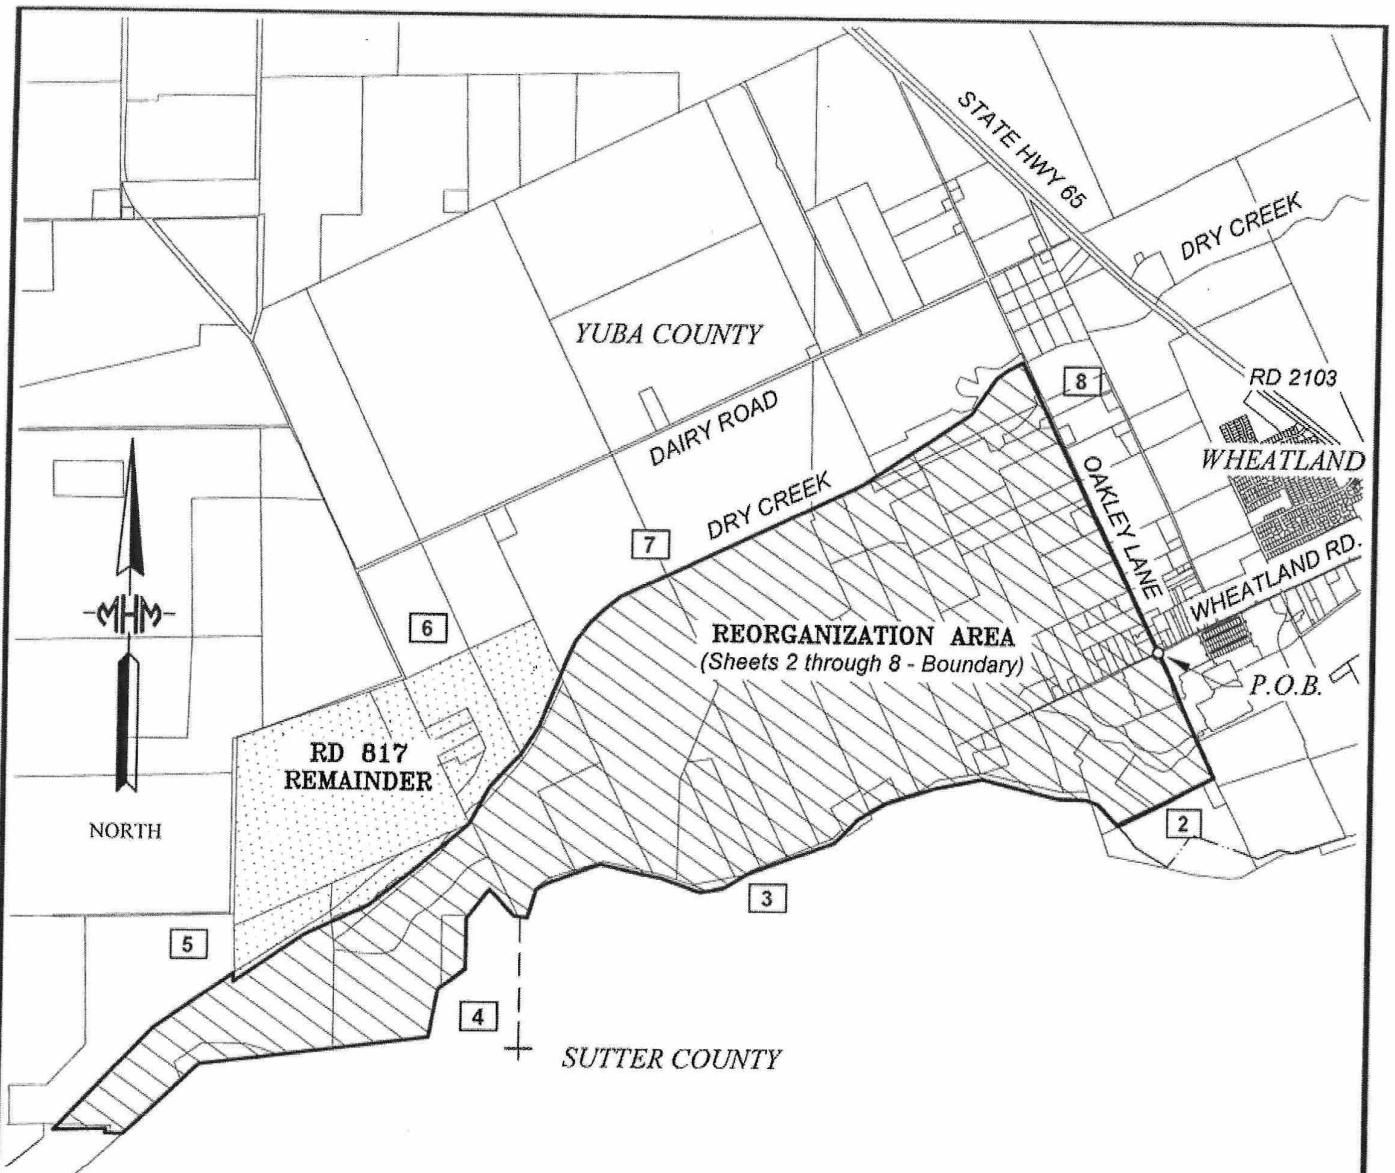 STATE HWY 65
DRY CREEK
YUBA COUNTY
8
RD 2103
DAIRY ROAD
WHEATLAND
DRY CREEK
OAKLEY LANE
7
WHEATLAND RD.
MHM
6
REORGANIZATION AREA
(Sheets 2 through 8 - Boundary)
P.O.B.
RD 817
REMAINDER
NORTH
2
3
5
4
SUTTER COUNTY